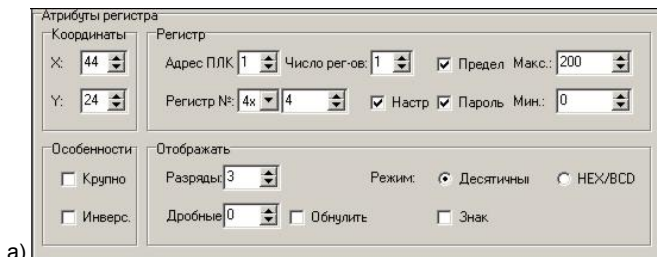 Атрибуты регистра
Координаты
X: 44
Y: 24
Регистр
Адрес ПЛК 1 Число рег-ов: 1 Предел Макс.: 200
Регистр №: 4x 4 Настр Пароль Мин.: 0
Особенности
Крупно
Инверс.
Отображать
Разряды: 3 Режим: Десятичны HEX/BCD
Дробные 0 Обнулить Знак
а)